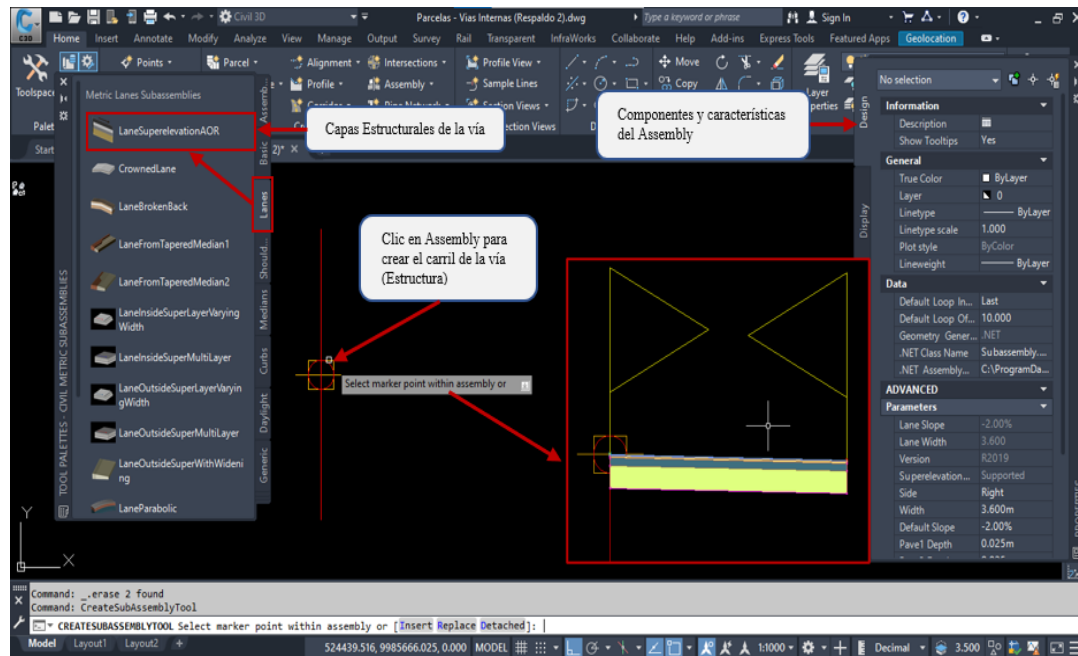 Civil 3D
Parcelas - Vias Internas (Respaldo 2).dwg
Type a keyword or phrase
Sign In
C3D
Home Insert Annotate Modify Analyze View Manage Output Survey Rail Transparent InfraWorks Collaborate Help Add-ins Express Tools Featured Apps Geolocation
Points
Parcel
Alignment
Intersections
Profile View
Move
Profile
Assembly
Sample Lines
Copy
Section Views
Layer
Toolspace
Palet
Start
Metric Lanes Subassemblies
LaneSuperelevationAOR
CrownedLane
LaneBrokenBack
LaneFromTaperedMedian1
LaneFromTaperedMedian2
LaneInsideSuperLayerVarying
Width
LaneInsideSuperMultiLayer
LaneOutsideSuperLayerVaryin
gWidth
LaneOutsideSuperMultiLayer
LaneOutsideSuperWithWideni
ng
LaneParabolic
TOOL PALETTES - CIVIL METRIC SUBASSEMBLIES
Assemb...
Basic
Lanes
Should...
Medians
Curbs
Daylight
Generic
Capas Estructurales de la vía
Componentes y características
del Assembly
Clic en Assembly para
crear el carril de la vía
(Estructura)
Select marker point within assembly or
No selection
Design
Display
Information
Description
Show Tooltips Yes
General
True Color ByLayer
Layer 0
Linetype ByLayer
Linetype scale 1.000
Plot style ByColor
Lineweight ByLayer
Data
Default Loop In... Last
Default Loop Of... 10.000
Geometry Gener... .NET
.NET Class Name Subassembly....
.NET Assembly... C:\ProgramDa...
ADVANCED
Parameters
Lane Slope -2.00%
Lane Width 3.600
Version R2019
Superelevation... Supported
Side Right
Width 3.600m
Default Slope -2.00%
Pave1 Depth 0.025m
Y
X
Command: _.erase 2 found
Command: CreateSubAssemblyTool
CREATESUBASSEMBLYTOOL Select marker point within assembly or [Insert Replace Detached]:
Model Layout1 Layout2 +
524439.516, 9985666.025, 0.000 MODEL 1:1000 Decimal 3.500